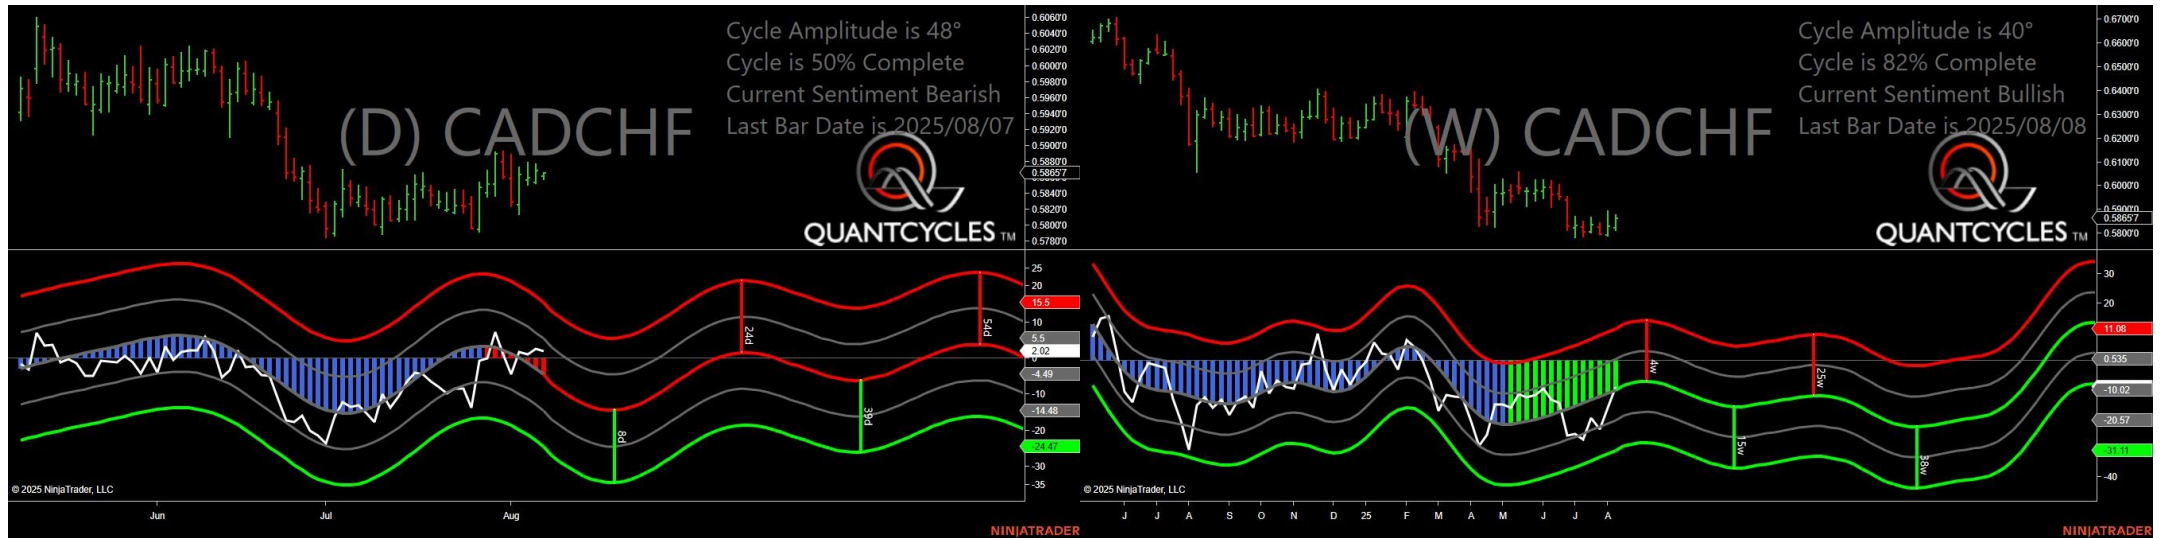 Cycle Amplitude is 48°
Cycle is 50% Complete
Current Sentiment Bearish
Last Bar Date is 2025/08/07
(D) CADCHF
QUANTCYCLES TM
0.6060'0
0.6040'0
0.6020'0
0.6000'0
0.5980'0
0.5960'0
0.5940'0
0.5920'0
0.5900'0
0.5880'0
0.5865'7
0.5840'0
0.5820'0
0.5800'0
0.5780'0
25
20
15.5
10
5.5
2.02
-4.49
-10
-14.48
-20
-24.47
-30
-35
24d
54d
8d
39d
© 2025 NinjaTrader, LLC
Jun
Jul
Aug
NINJATRADER
Cycle Amplitude is 40°
Cycle is 82% Complete
Current Sentiment Bullish
Last Bar Date is 2025/08/08
(W) CADCHF
QUANTCYCLES TM
0.6700'0
0.6600'0
0.6500'0
0.6400'0
0.6300'0
0.6200'0
0.6100'0
0.6000'0
0.5900'0
0.5865'7
0.5800'0
30
20
11.08
0.535
-10.02
-20.57
-31.11
-40
4w
25w
15w
38w
© 2025 NinjaTrader, LLC
J
J
A
S
O
N
D
25
F
M
A
M
J
J
A
NINJATRADER